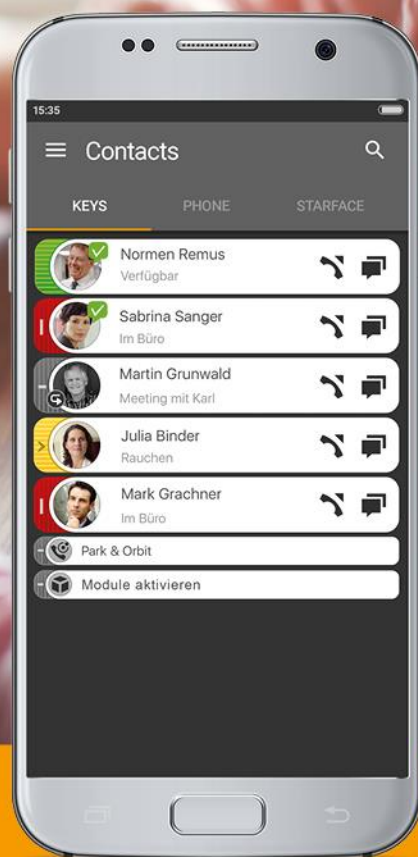 15:35
Contacts
KEYS PHONE STARFACE
Normen Remus
Verfügbar
Sabrina Sanger
Im Büro
Martin Grunwald
Meeting mit Karl
Julia Binder
Rauchen
Mark Grachner
Im Büro
Park & Orbit
Module aktivieren